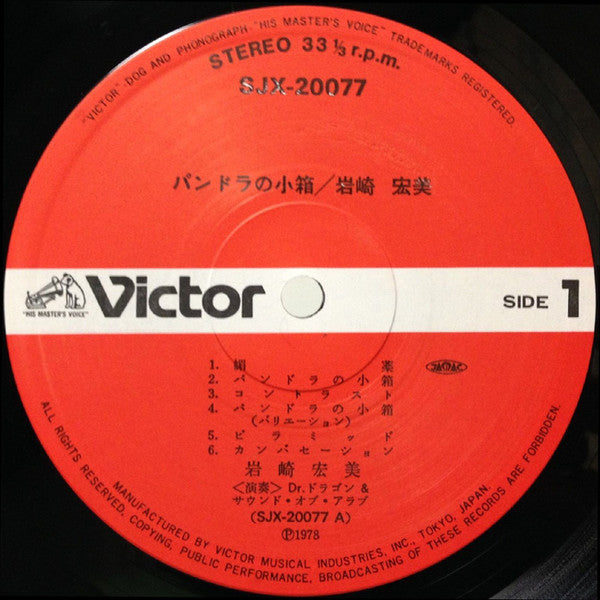 "VICTOR"-DOG AND PHONOGRAPH-"HIS MASTER'S VOICE" TRADEMARKS REGISTERED.
STEREO 33 ⅓ r.p.m.
SJX-20077
パンドラの小箱／岩崎 宏美
"HIS MASTER'S VOICE"
Victor
SIDE 1
1. 媚薬
2. パンドラの小箱
3. コントラスト
4. パンドラの小箱
(バリエーション)
5. ピラミッド
6. カンバセーション
JASRAC
岩崎宏美
〈演奏〉Dr.ドラゴン &
サウンド・オブ・アラブ
(SJX-20077 A)
Ⓟ1978
MANUFACTURED BY VICTOR MUSICAL INDUSTRIES, INC., TOKYO, JAPAN.
ALL RIGHTS RESERVED, COPYING, PUBLIC PERFORMANCE, BROADCASTING OF THESE RECORDS ARE FORBIDDEN.